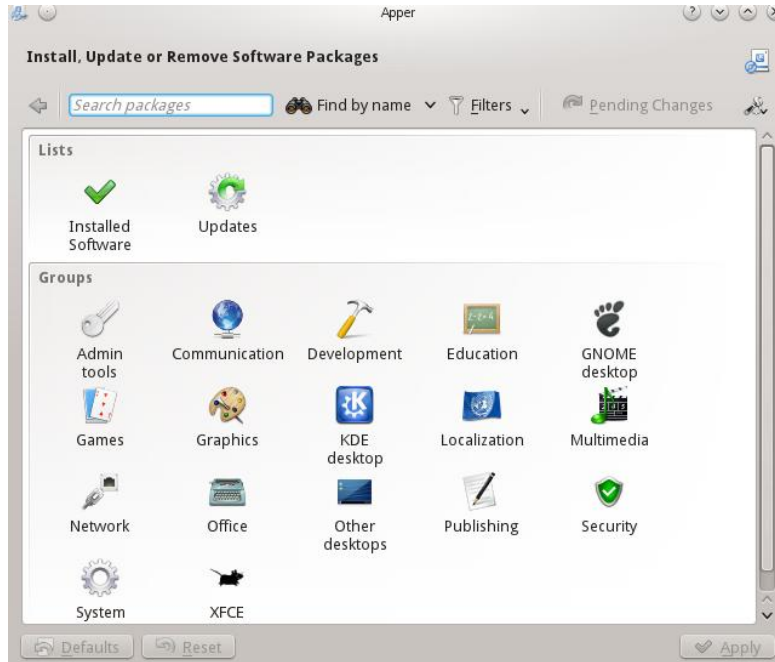 Apper
Install, Update or Remove Software Packages
Search packages
Find by name
Filters
Pending Changes
Lists
Installed
Software
Updates
Groups
Admin
tools
Communication
Development
Education
GNOME
desktop
Games
Graphics
KDE
desktop
Localization
Multimedia
Network
Office
Other
desktops
Publishing
Security
System
XFCE
Defaults
Reset
Apply